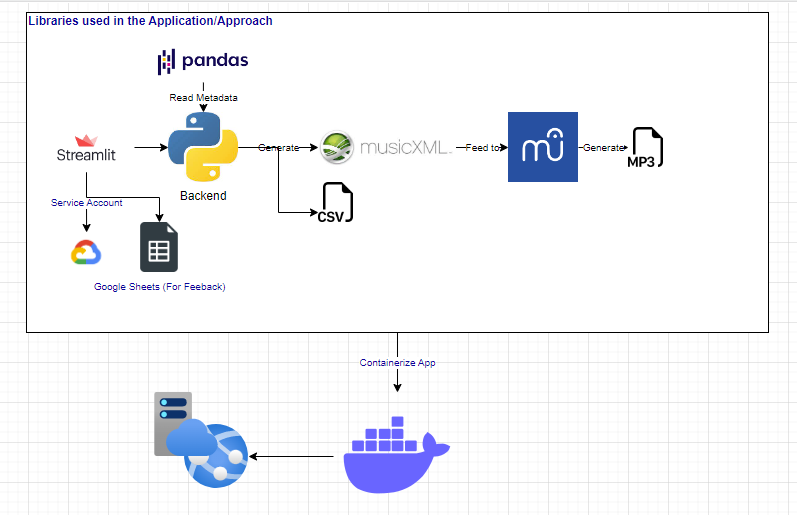 Libraries used in the Application/Approach
pandas
Read Metadata
Streamlit
Generate
musicXML
Feed to
mu
Generate
MP3
Backend
CSV
Service Account
Google Sheets (For Feeback)
Containerize App